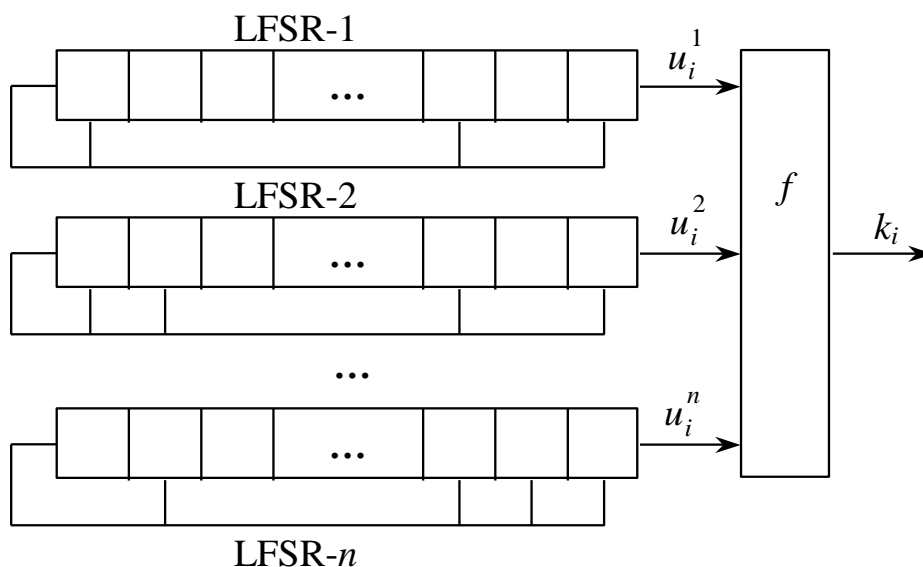 LFSR-1
u_i^1
...
LFSR-2
f
u_i^2
k_i
...
...
u_i^n
...
LFSR-n